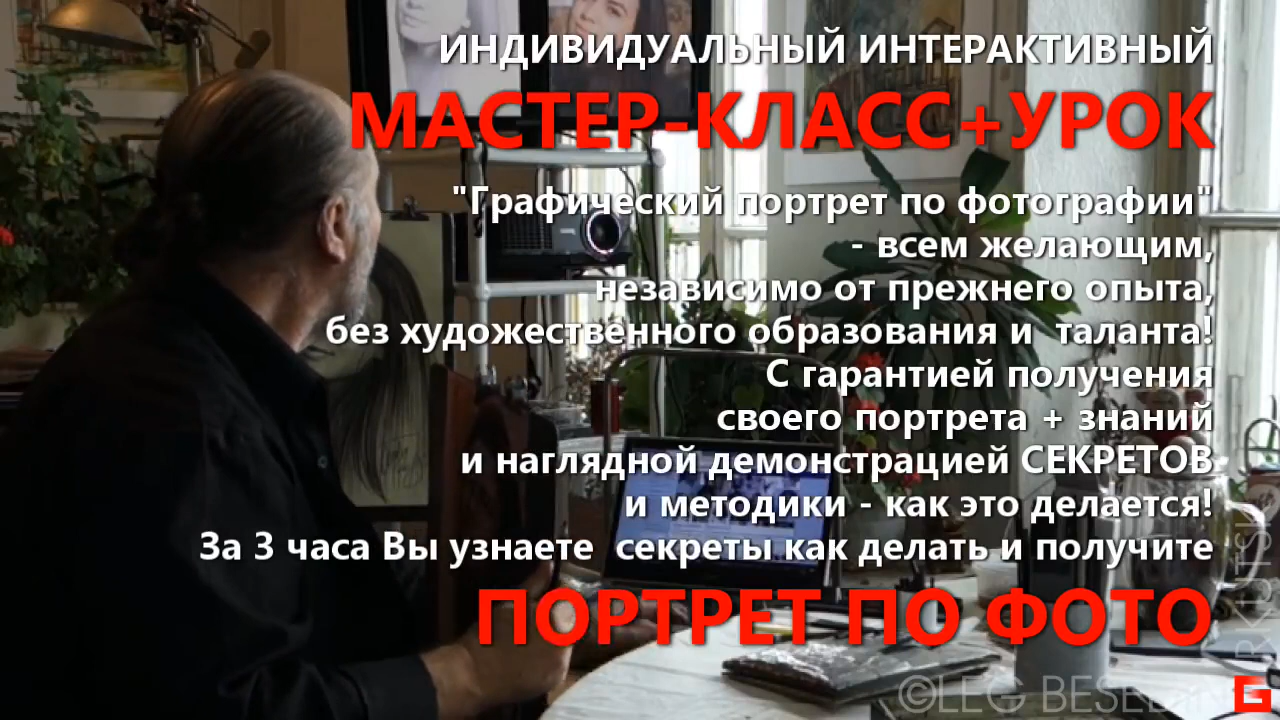 ИНДИВИДУАЛЬНЫЙ ИНТЕРАКТИВНЫЙ
МАСТЕР-КЛАСС+УРОК
"Графический портрет по фотографии"
- всем желающим,
независимо от прежнего опыта,
без художественного образования и таланта!
С гарантией получения
своего портрета + знаний
и наглядной демонстрацией СЕКРЕТОВ
и методики - как это делается!
За 3 часа Вы узнаете секреты как делать и получите
ПОРТРЕТ ПО ФОТО